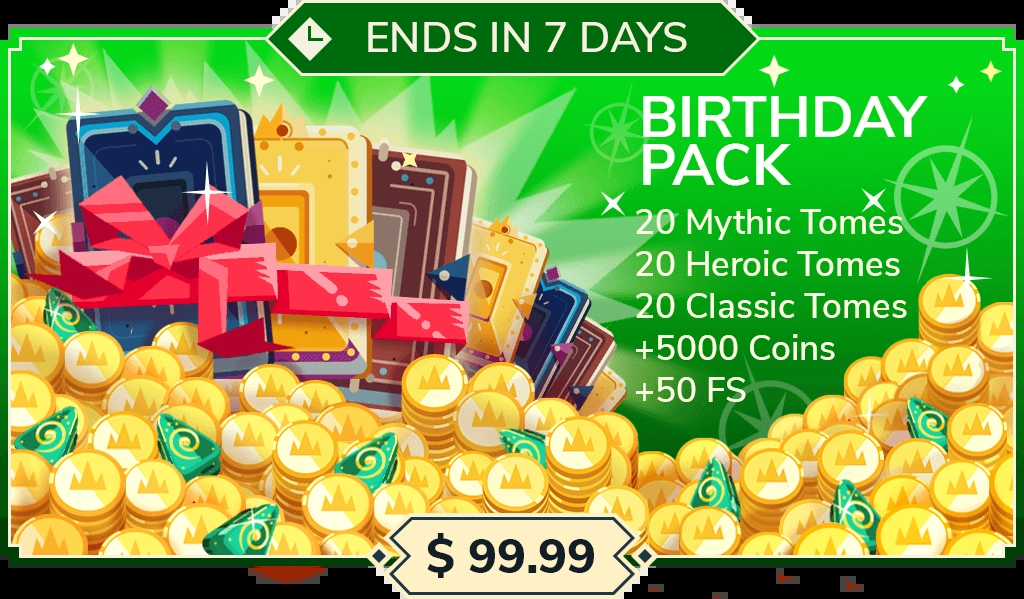 ENDS IN 7 DAYS
BIRTHDAY
PACK
20 Mythic Tomes
20 Heroic Tomes
20 Classic Tomes
+5000 Coins
+50 FS
$ 99.99